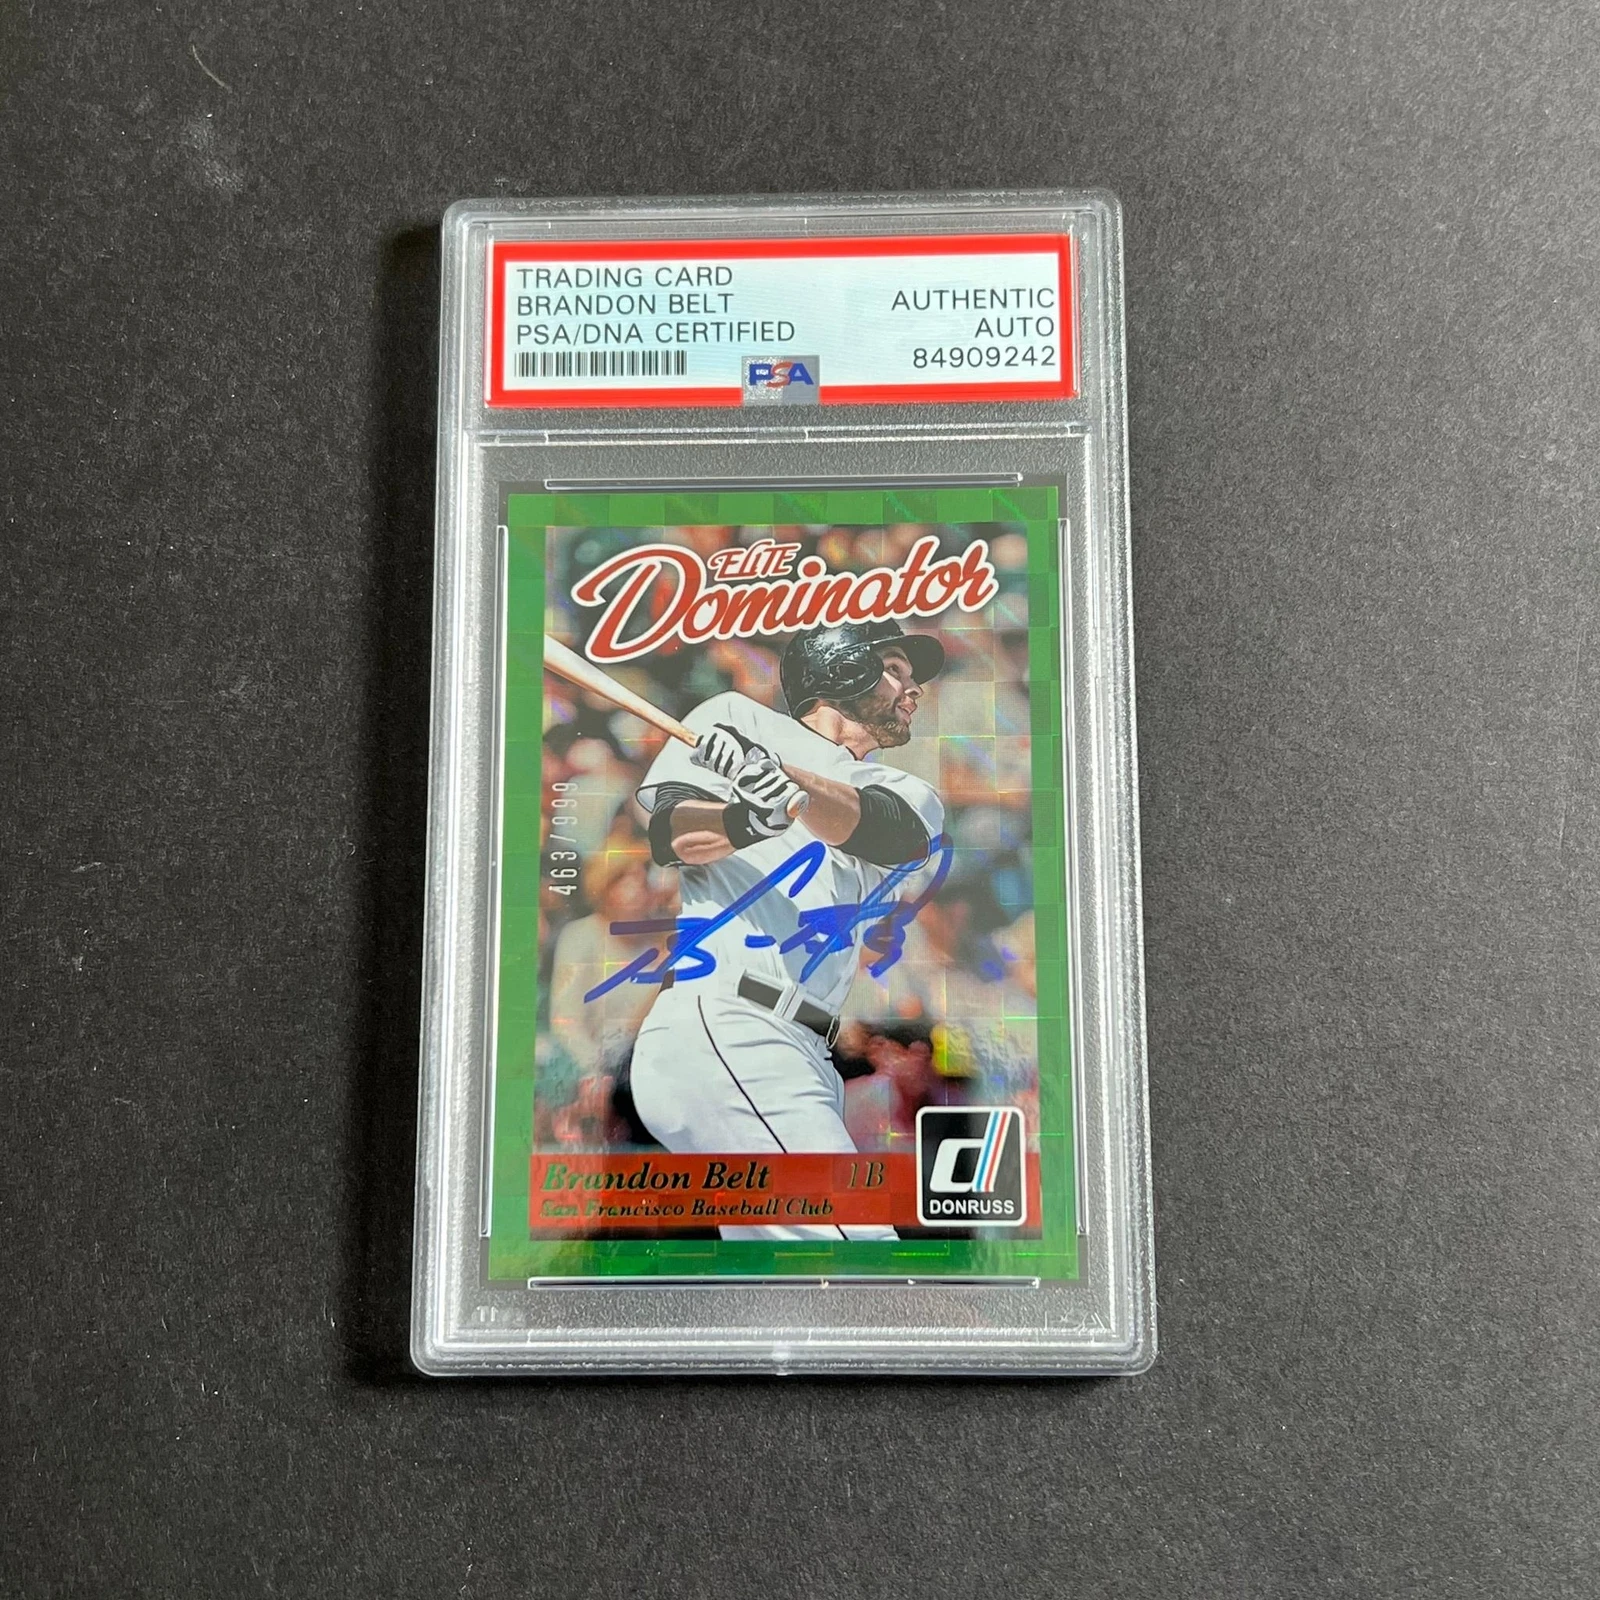 TRADING CARD
BRANDON BELT
PSA/DNA CERTIFIED
AUTHENTIC
AUTO
84909242
PSA
ELITE
Dominator
463/999
Brandon Belt 1B
San Francisco Baseball Club
d
DONRUSS